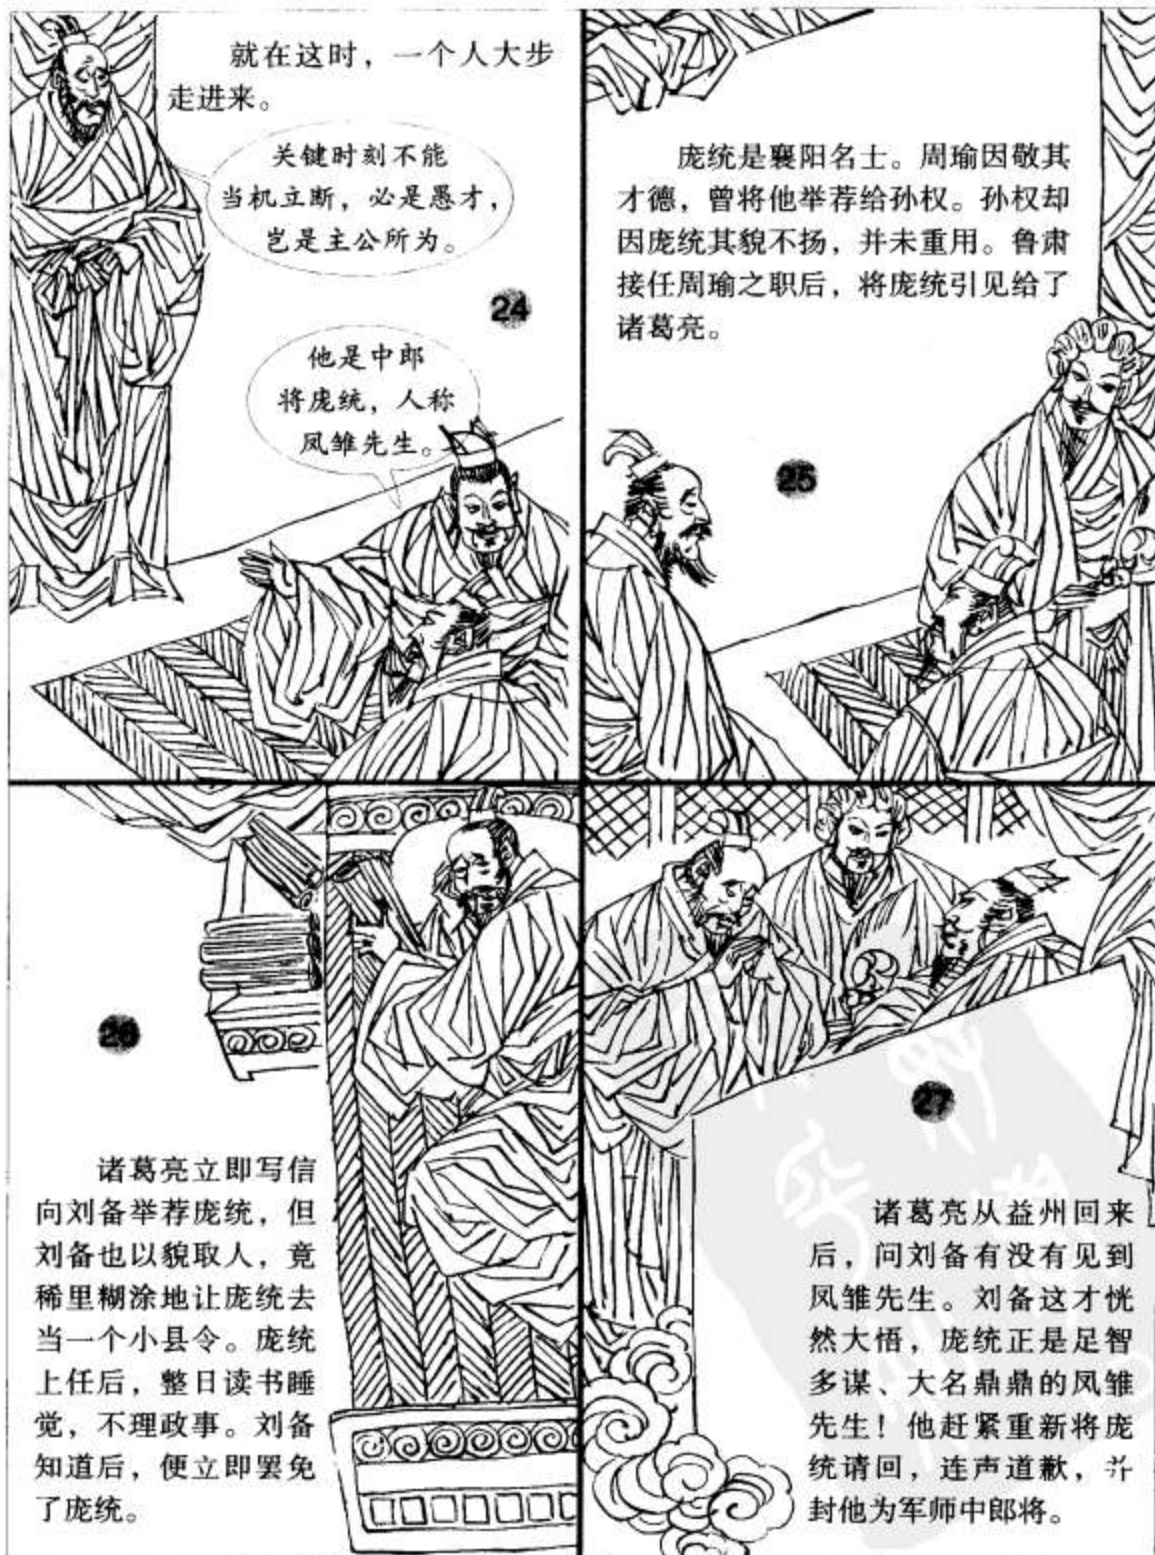 就在这时，一个人大步
走进来。
关键时刻不能
当机立断，必是愚才，
岂是主公所为。
24
他是中郎
将庞统，人称
凤雏先生。
庞统是襄阳名士。周瑜因敬其
才德，曾将他举荐给孙权。孙权却
因庞统其貌不扬，并未重用。鲁肃
接任周瑜之职后，将庞统引见给了
诸葛亮。
25
26
诸葛亮立即写信
向刘备举荐庞统，但
刘备也以貌取人，竟
稀里糊涂地让庞统去
当一个小县令。庞统
上任后，整日读书睡
觉，不理政事。刘备
知道后，便立即罢免
了庞统。
27
诸葛亮从益州回来
后，问刘备有没有见到
凤雏先生。刘备这才恍
然大悟，庞统正是足智
多谋、大名鼎鼎的凤雏
先生！他赶紧重新将庞
统请回，连声道歉，并
封他为军师中郎将。